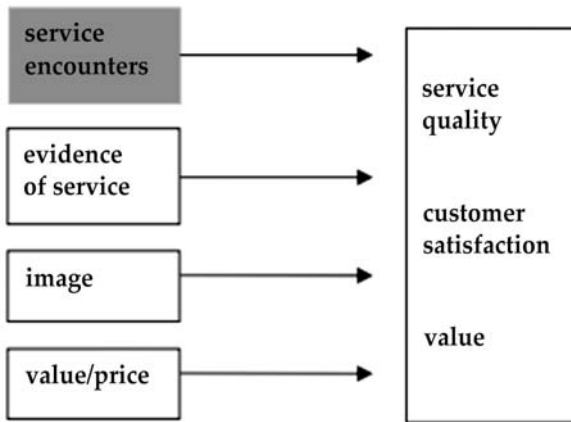 service
encounters
evidence
of service
image
value/price
service
quality
customer
satisfaction
value